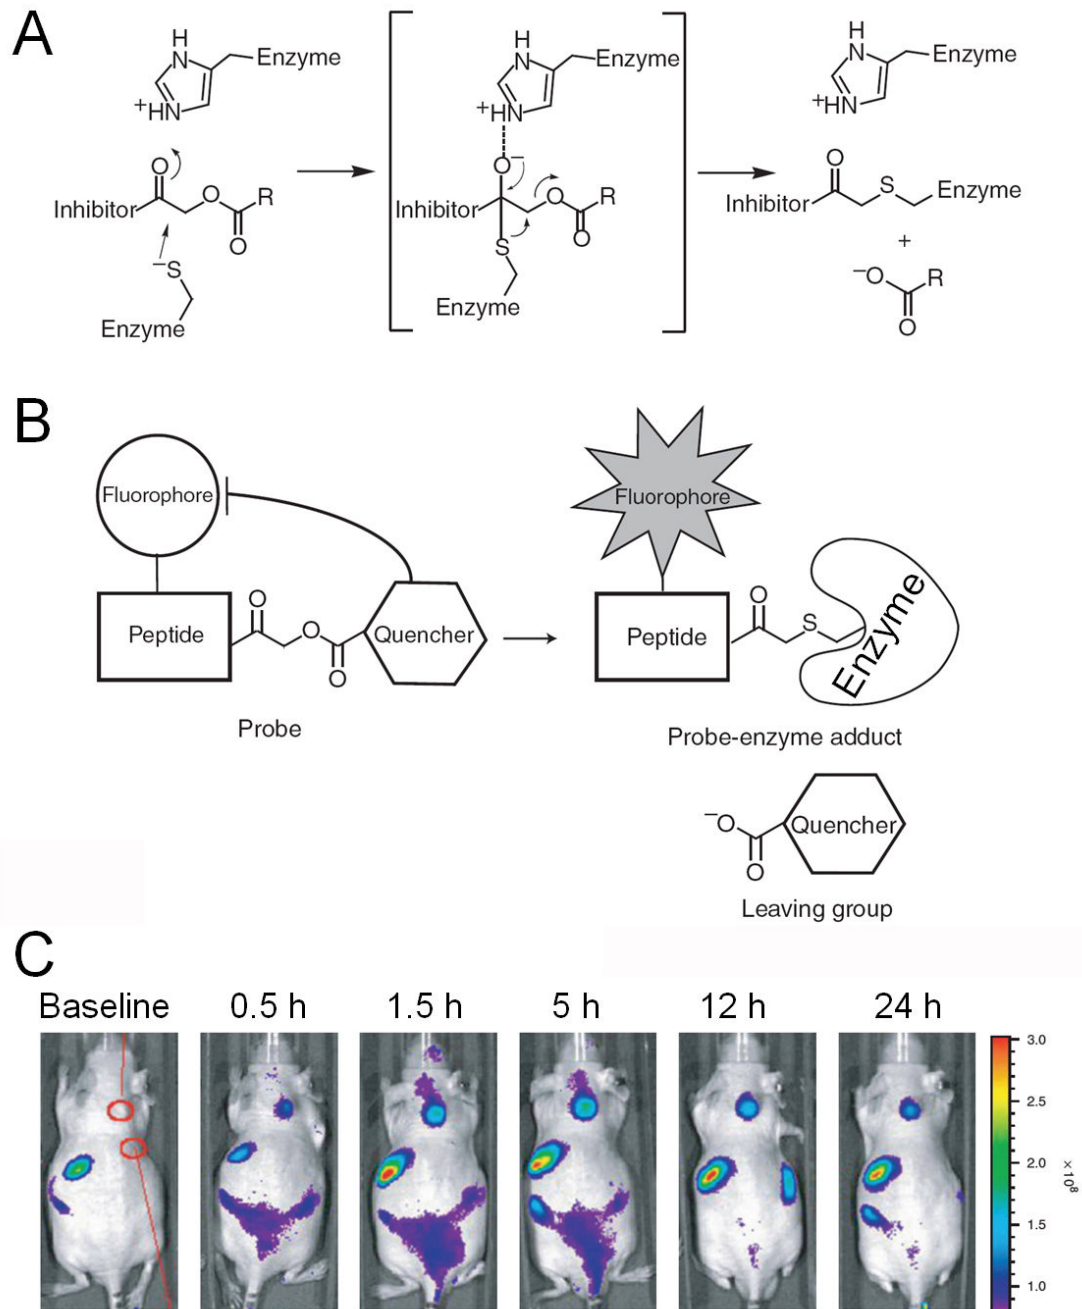 A
H
N
Enzyme
+HN
O
O
R
Inhibitor
O
−S
Enzyme
H
N
Enzyme
+HN
O−
O
R
Inhibitor
O
S
Enzyme
H
N
Enzyme
+HN
O
S
Enzyme
Inhibitor
+
−O
R
O
B
Fluorophore
Peptide
O
O
O
Quencher
Probe
Fluorophore
Peptide
O
S
Enzyme
Probe-enzyme adduct
−O
O
Quencher
Leaving group
C
Baseline 0.5 h 1.5 h 5 h 12 h 24 h
3.0
2.5
2.0
×10⁸
1.5
1.0